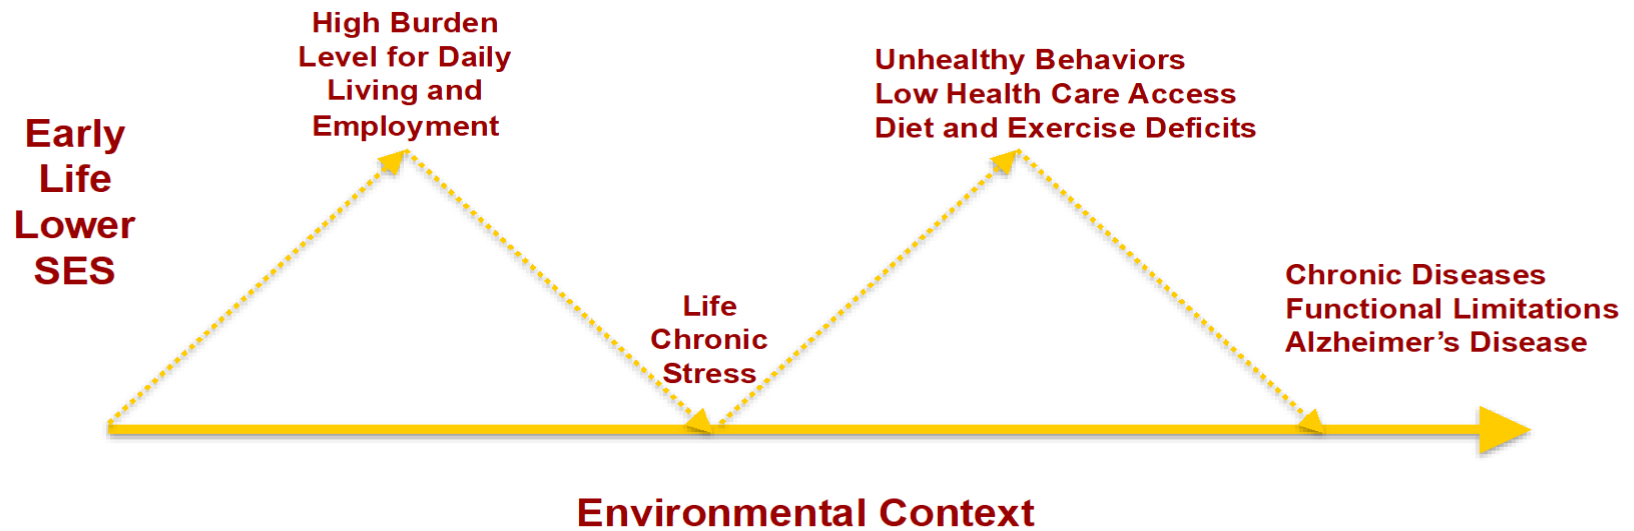 High Burden
Level for Daily
Living and
Employment
Unhealthy Behaviors
Low Health Care Access
Diet and Exercise Deficits
Early
Life
Lower
SES
Life
Chronic
Stress
Chronic Diseases
Functional Limitations
Alzheimer’s Disease
Environmental Context